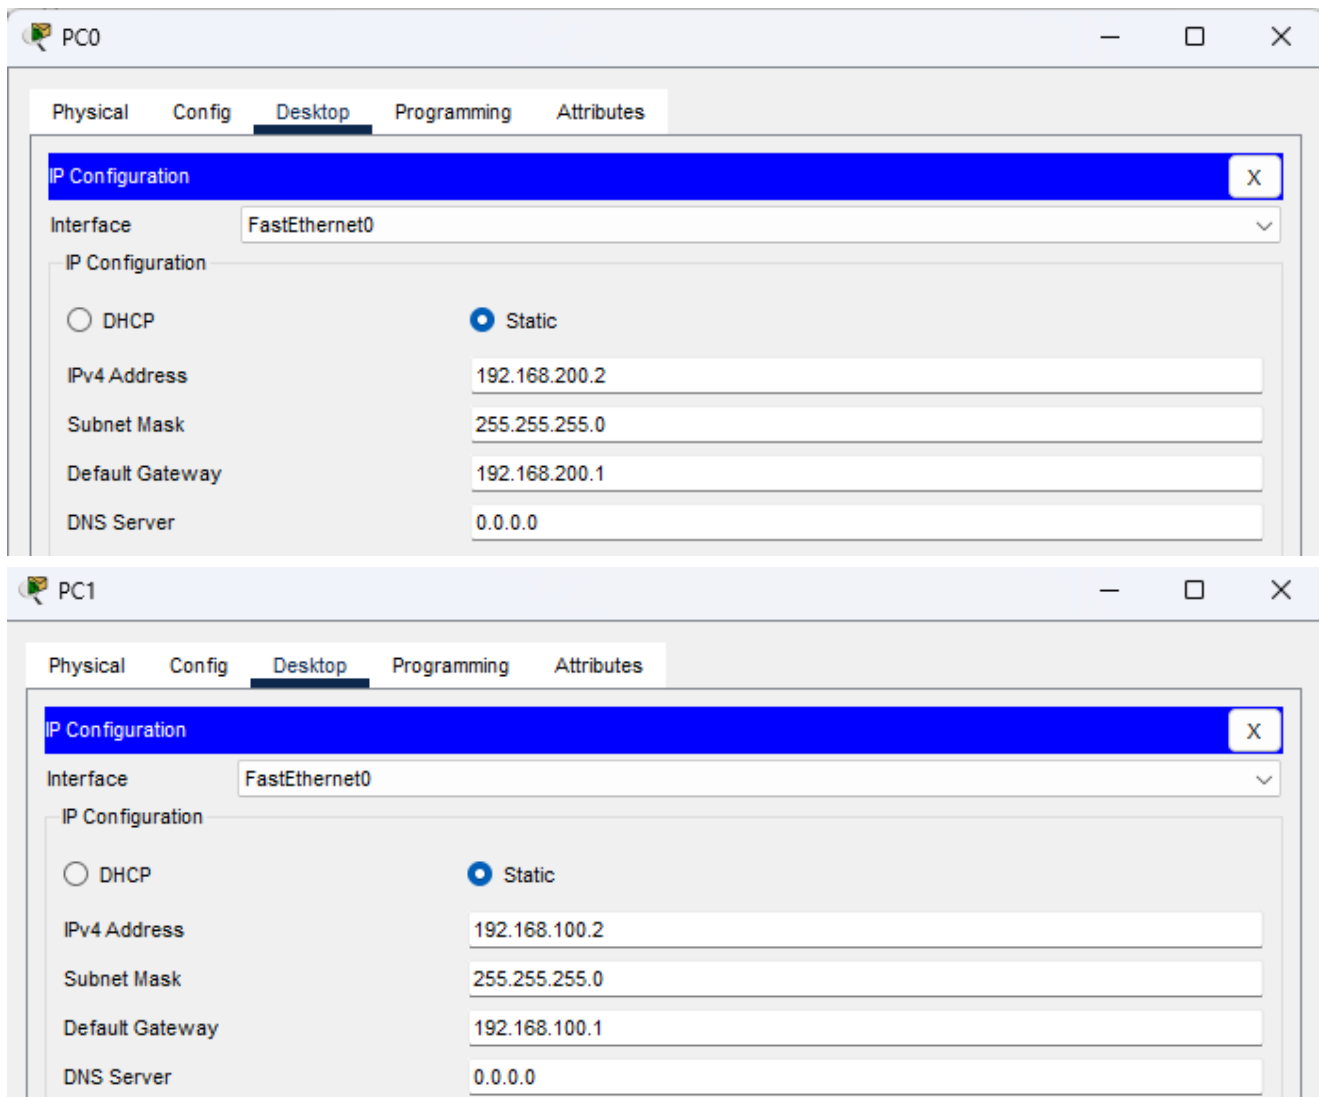 PC0
Physical Config Desktop Programming Attributes
IP Configuration X
Interface FastEthernet0
IP Configuration
DHCP Static
IPv4 Address 192.168.200.2
Subnet Mask 255.255.255.0
Default Gateway 192.168.200.1
DNS Server 0.0.0.0
PC1
Physical Config Desktop Programming Attributes
IP Configuration X
Interface FastEthernet0
IP Configuration
DHCP Static
IPv4 Address 192.168.100.2
Subnet Mask 255.255.255.0
Default Gateway 192.168.100.1
DNS Server 0.0.0.0